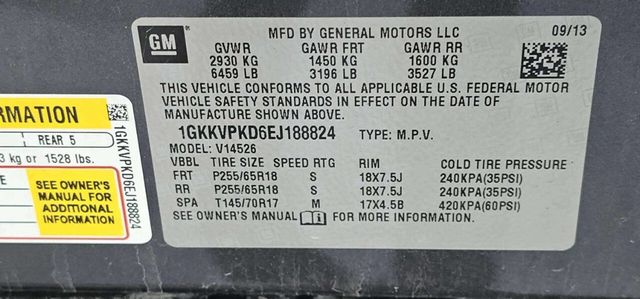 MFD BY GENERAL MOTORS LLC
09/13
GM
GVWR GAWR FRT GAWR RR
2930 KG 1450 KG 1600 KG
6459 LB 3196 LB 3527 LB
THIS VEHICLE CONFORMS TO ALL APPLICABLE U.S. FEDERAL MOTOR
VEHICLE SAFETY STANDARDS IN EFFECT ON THE DATE OF
MANUFACTURE SHOWN ABOVE.
1GKKVPKD6EJ188824 TYPE: M.P.V.
MODEL: V14526
VBBL TIRE SIZE SPEED RTG RIM COLD TIRE PRESSURE
FRT P255/65R18 S 18X7.5J 240KPA(35PSI)
RR P255/65R18 S 18X7.5J 240KPA(35PSI)
SPA T145/70R17 M 17X4.5B 420KPA(60PSI)
SEE OWNER'S MANUAL FOR MORE INFORMATION.
ORMATION
REAR 5
3 kg or 1528 lbs.
SEE OWNER'S
MANUAL FOR
ADDITIONAL
INFORMATION
1GKKVPKD6EJ188824